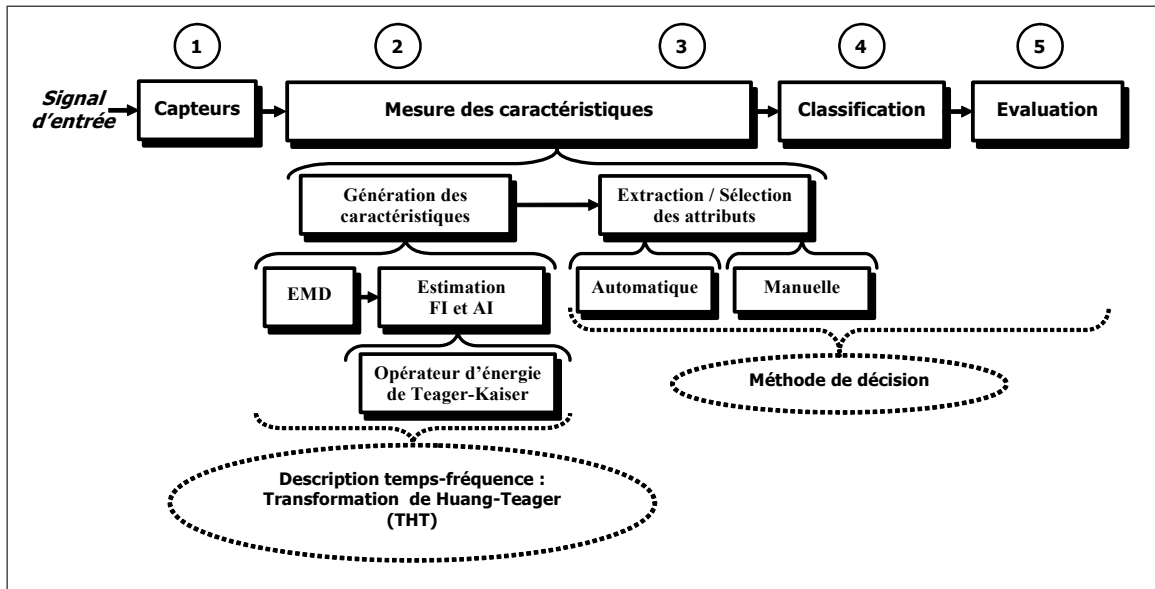 1 2 3 4 5
Signal
d'entrée
Capteurs
Mesure des caractéristiques
Classification
Evaluation
Génération des
caractéristiques
Extraction / Sélection
des attributs
EMD
Estimation
FI et AI
Automatique
Manuelle
Opérateur d'énergie
de Teager-Kaiser
Méthode de décision
Description temps-fréquence :
Transformation de Huang-Teager
(THT)